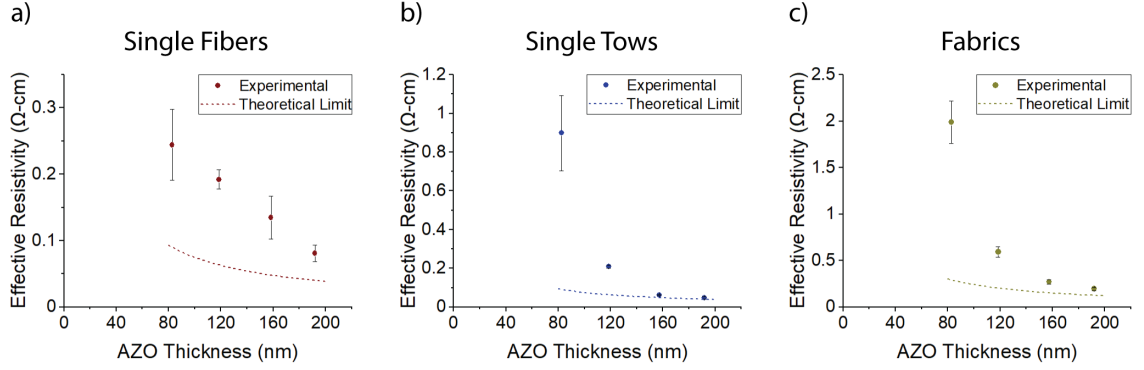 a)
Single Fibers
Experimental
Theoretical Limit
Effective Resistivity (Ω-cm)
0.3
0.2
0.1
0
0 40 80 120 160 200
AZO Thickness (nm)
b)
Single Tows
Experimental
Theoretical Limit
Effective Resistivity (Ω-cm)
1.2
1
0.8
0.6
0.4
0.2
0
0 40 80 120 160 200
AZO Thickness (nm)
c)
Fabrics
Experimental
Theoretical Limit
Effective Resistivity (Ω-cm)
2.5
2
1.5
1
0.5
0
0 40 80 120 160 200
AZO Thickness (nm)